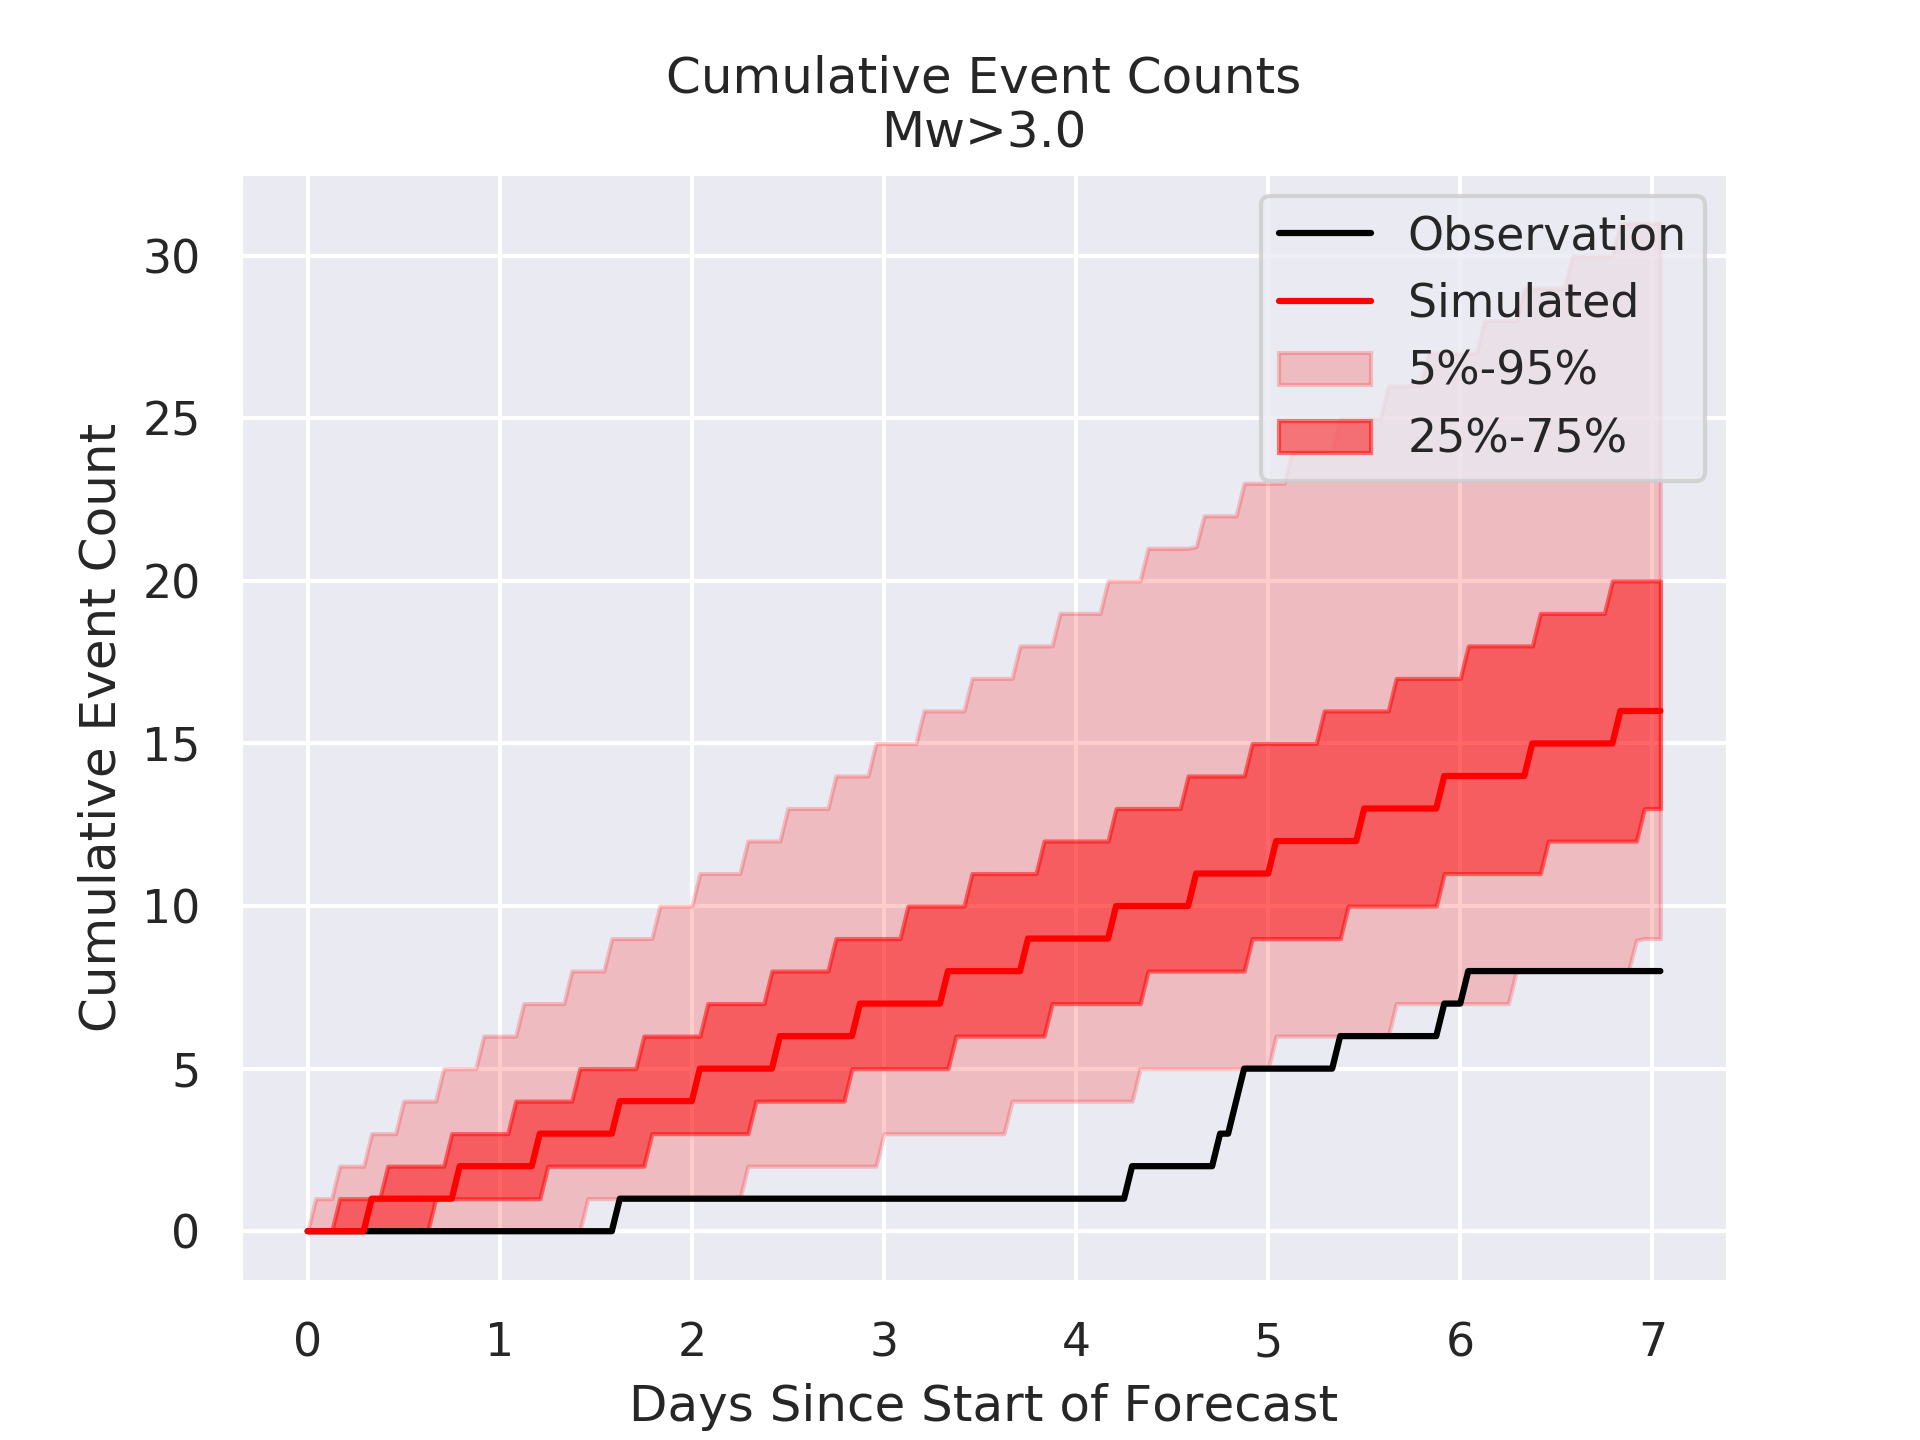 Cumulative Event Counts
Mw>3.0
Observation
Simulated
5%-95%
25%-75%
Cumulative Event Count
30
25
20
15
10
5
0
0 1 2 3 4 5 6 7
Days Since Start of Forecast